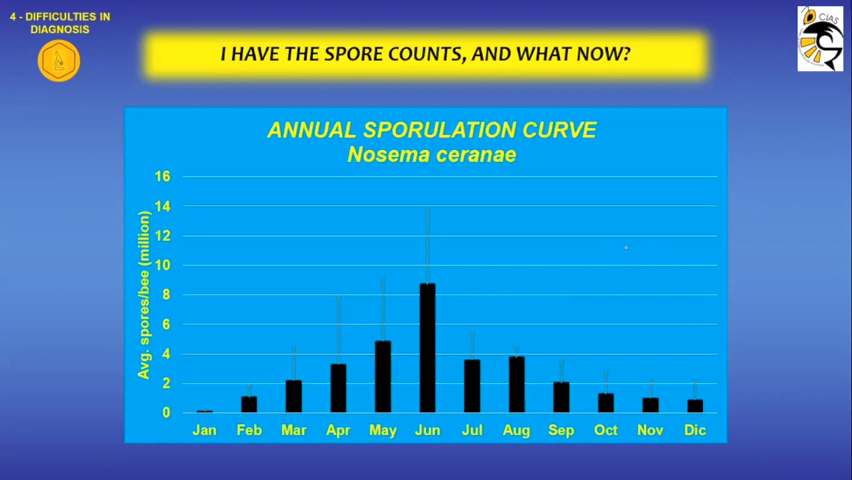 4 - DIFFICULTIES IN
DIAGNOSIS
I HAVE THE SPORE COUNTS, AND WHAT NOW?
CIAS
ANNUAL SPORULATION CURVE
Nosema ceranae
Avg. spores/bee (million)
16
14
12
10
8
6
4
2
0
Jan Feb Mar Apr May Jun Jul Aug Sep Oct Nov Dic